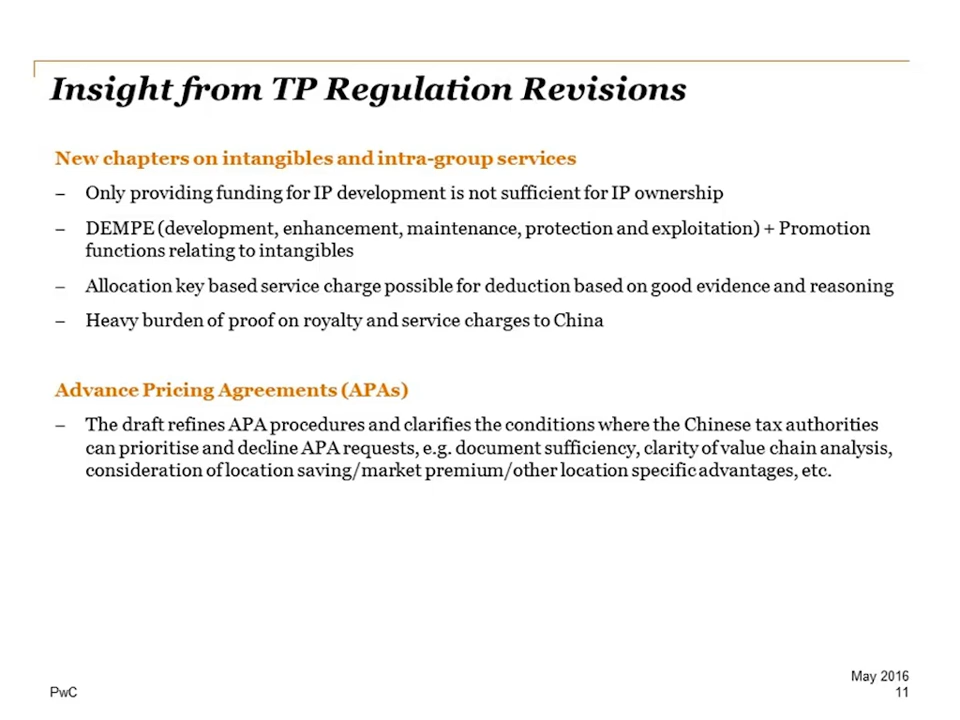 Insight from TP Regulation Revisions
New chapters on intangibles and intra-group services
– Only providing funding for IP development is not sufficient for IP ownership
– DEMPE (development, enhancement, maintenance, protection and exploitation) + Promotion
functions relating to intangibles
– Allocation key based service charge possible for deduction based on good evidence and reasoning
– Heavy burden of proof on royalty and service charges to China
Advance Pricing Agreements (APAs)
– The draft refines APA procedures and clarifies the conditions where the Chinese tax authorities
can prioritise and decline APA requests, e.g. document sufficiency, clarity of value chain analysis,
consideration of location saving/market premium/other location specific advantages, etc.
May 2016
PwC
11